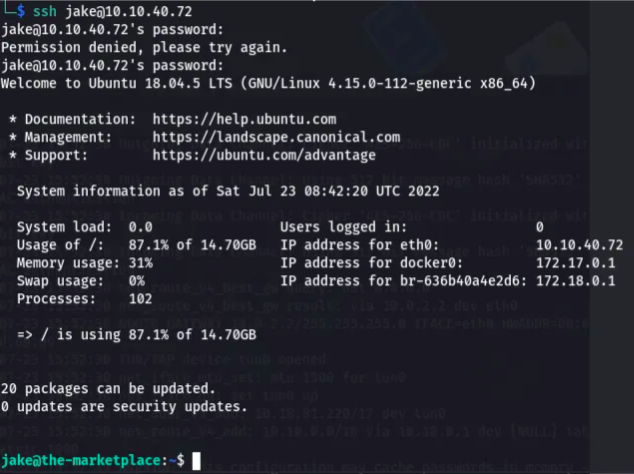 └─$ ssh jake@10.10.40.72
jake@10.10.40.72's password:
Permission denied, please try again.
jake@10.10.40.72's password:
Welcome to Ubuntu 18.04.5 LTS (GNU/Linux 4.15.0-112-generic x86_64)
* Documentation: https://help.ubuntu.com
* Management: https://landscape.canonical.com
* Support: https://ubuntu.com/advantage
System information as of Sat Jul 23 08:42:20 UTC 2022
System load: 0.0 Users logged in: 0
Usage of /: 87.1% of 14.70GB IP address for eth0: 10.10.40.72
Memory usage: 31% IP address for docker0: 172.17.0.1
Swap usage: 0% IP address for br-636b40a4e2d6: 172.18.0.1
Processes: 102
=> / is using 87.1% of 14.70GB
20 packages can be updated.
0 updates are security updates.
jake@the-marketplace:~$